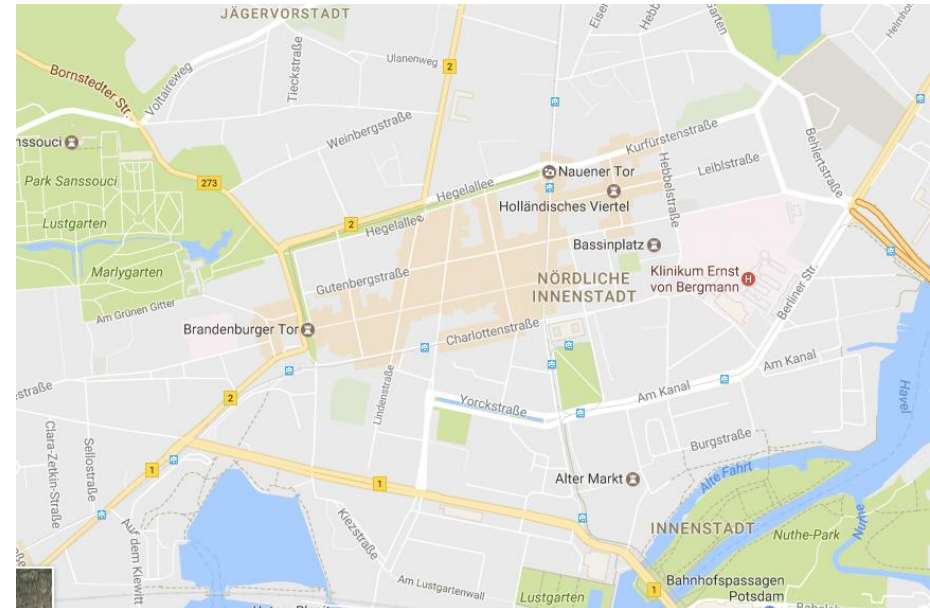 JÄGERVORSTADT
Ulanenweg
2
Tieckstraße
Voltaireweg
Bornstedter Str.
Weinbergstraße
Kurfürstenstraße
Behlertstraße
Leiblstraße
Hebbelstraße
Nauener Tor
Holländisches Viertel
273
Park Sanssouci
Lustgarten
Hegelallee
2
Hegelallee
Bassinplatz
Marlygarten
Gutenbergstraße
NÖRDLICHE
INNENSTADT
Klinikum Ernst
von Bergmann
H
Berliner Str.
Am Grünen Gitter
Brandenburger Tor
Charlottenstraße
Am Kanal
Havel
Lindenstraße
2
Yorckstraße
Am Kanal
Clara-Zetkin-Straße
Sellostraße
Burgstraße
1
1
Alter Markt
Alte Fahrt
Kiezstraße
Auf dem Kiewitt
INNENSTADT
Nuthe-Park
Nuthe
Am Lustgartenwall
Lustgarten
1
Bahnhofspassagen
Potsdam